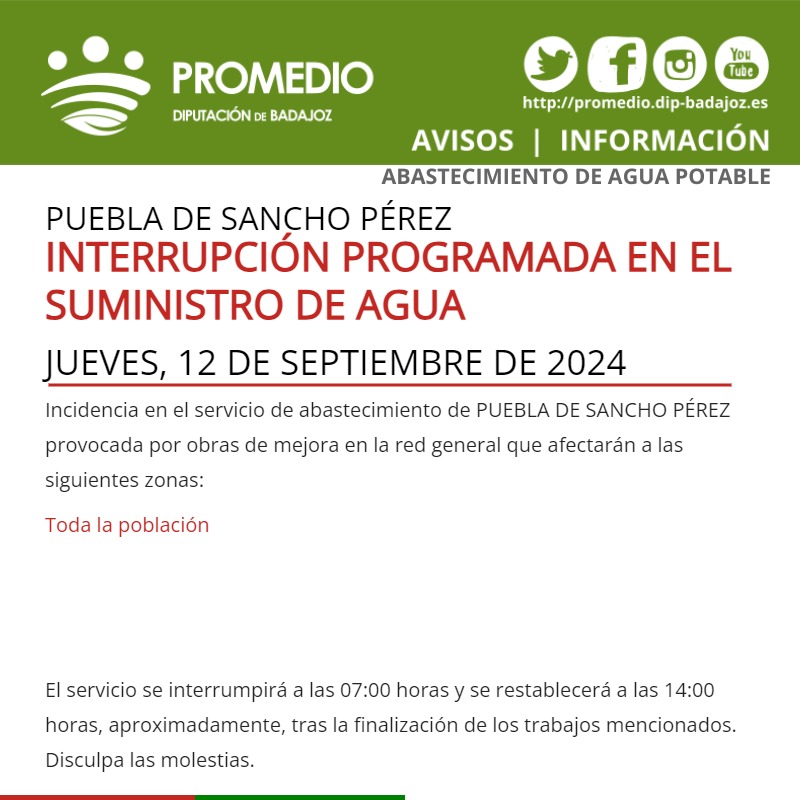 PROMEDIO
DIPUTACIÓN DE BADAJOZ
You
Tube
http://promedio.dip-badajoz.es
AVISOS | INFORMACIÓN
ABASTECIMIENTO DE AGUA POTABLE
PUEBLA DE SANCHO PÉREZ
INTERRUPCIÓN PROGRAMADA EN EL
SUMINISTRO DE AGUA
JUEVES, 12 DE SEPTIEMBRE DE 2024
Incidencia en el servicio de abastecimiento de PUEBLA DE SANCHO PÉREZ
provocada por obras de mejora en la red general que afectarán a las
siguientes zonas:
Toda la población
El servicio se interrumpirá a las 07:00 horas y se restablecerá a las 14:00
horas, aproximadamente, tras la finalización de los trabajos mencionados.
Disculpa las molestias.